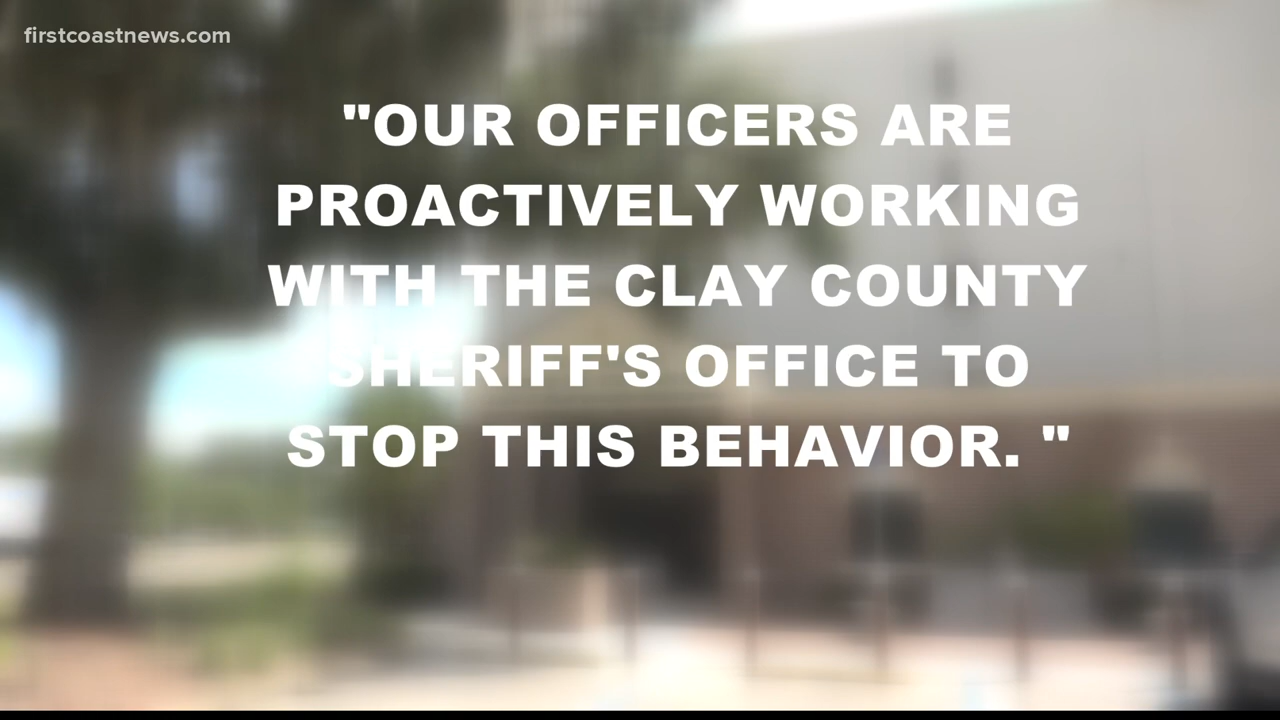 firstcoastnews.com
"OUR OFFICERS ARE
PROACTIVELY WORKING
WITH THE CLAY COUNTY
SHERIFF'S OFFICE TO
STOP THIS BEHAVIOR. "